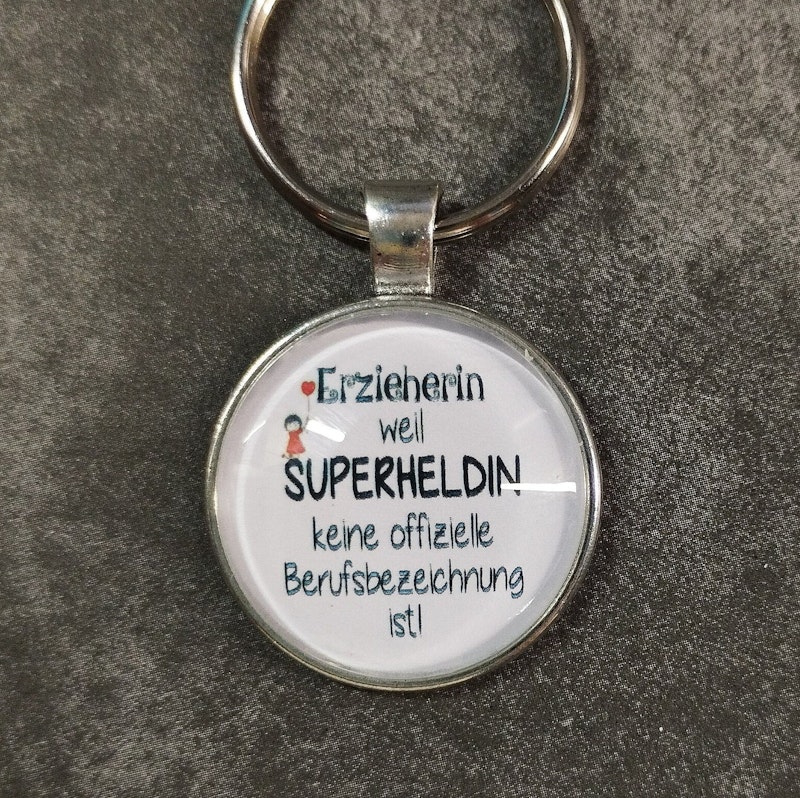 Erzieherin
weil
SUPERHELDIN
keine offizielle
Berufsbezeichnung
ist!